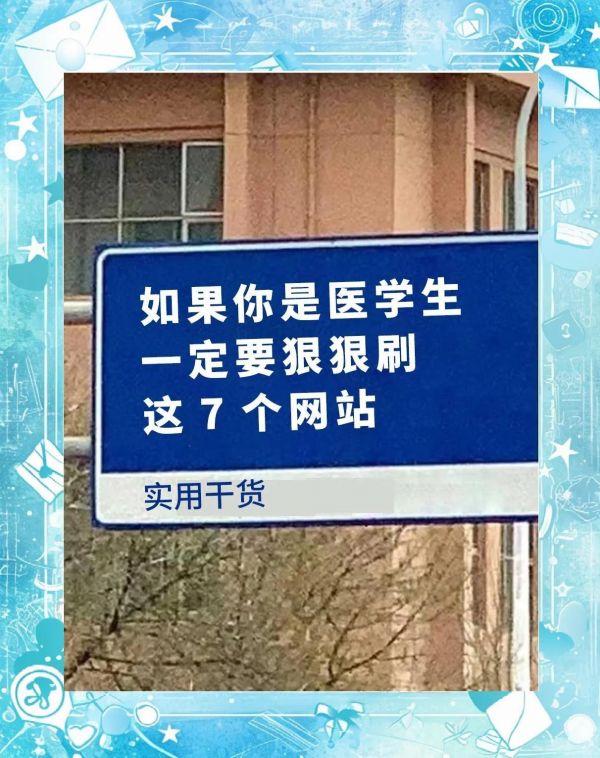 如果你是医学生
一定要狠狠刷
这7个网站
实用干货